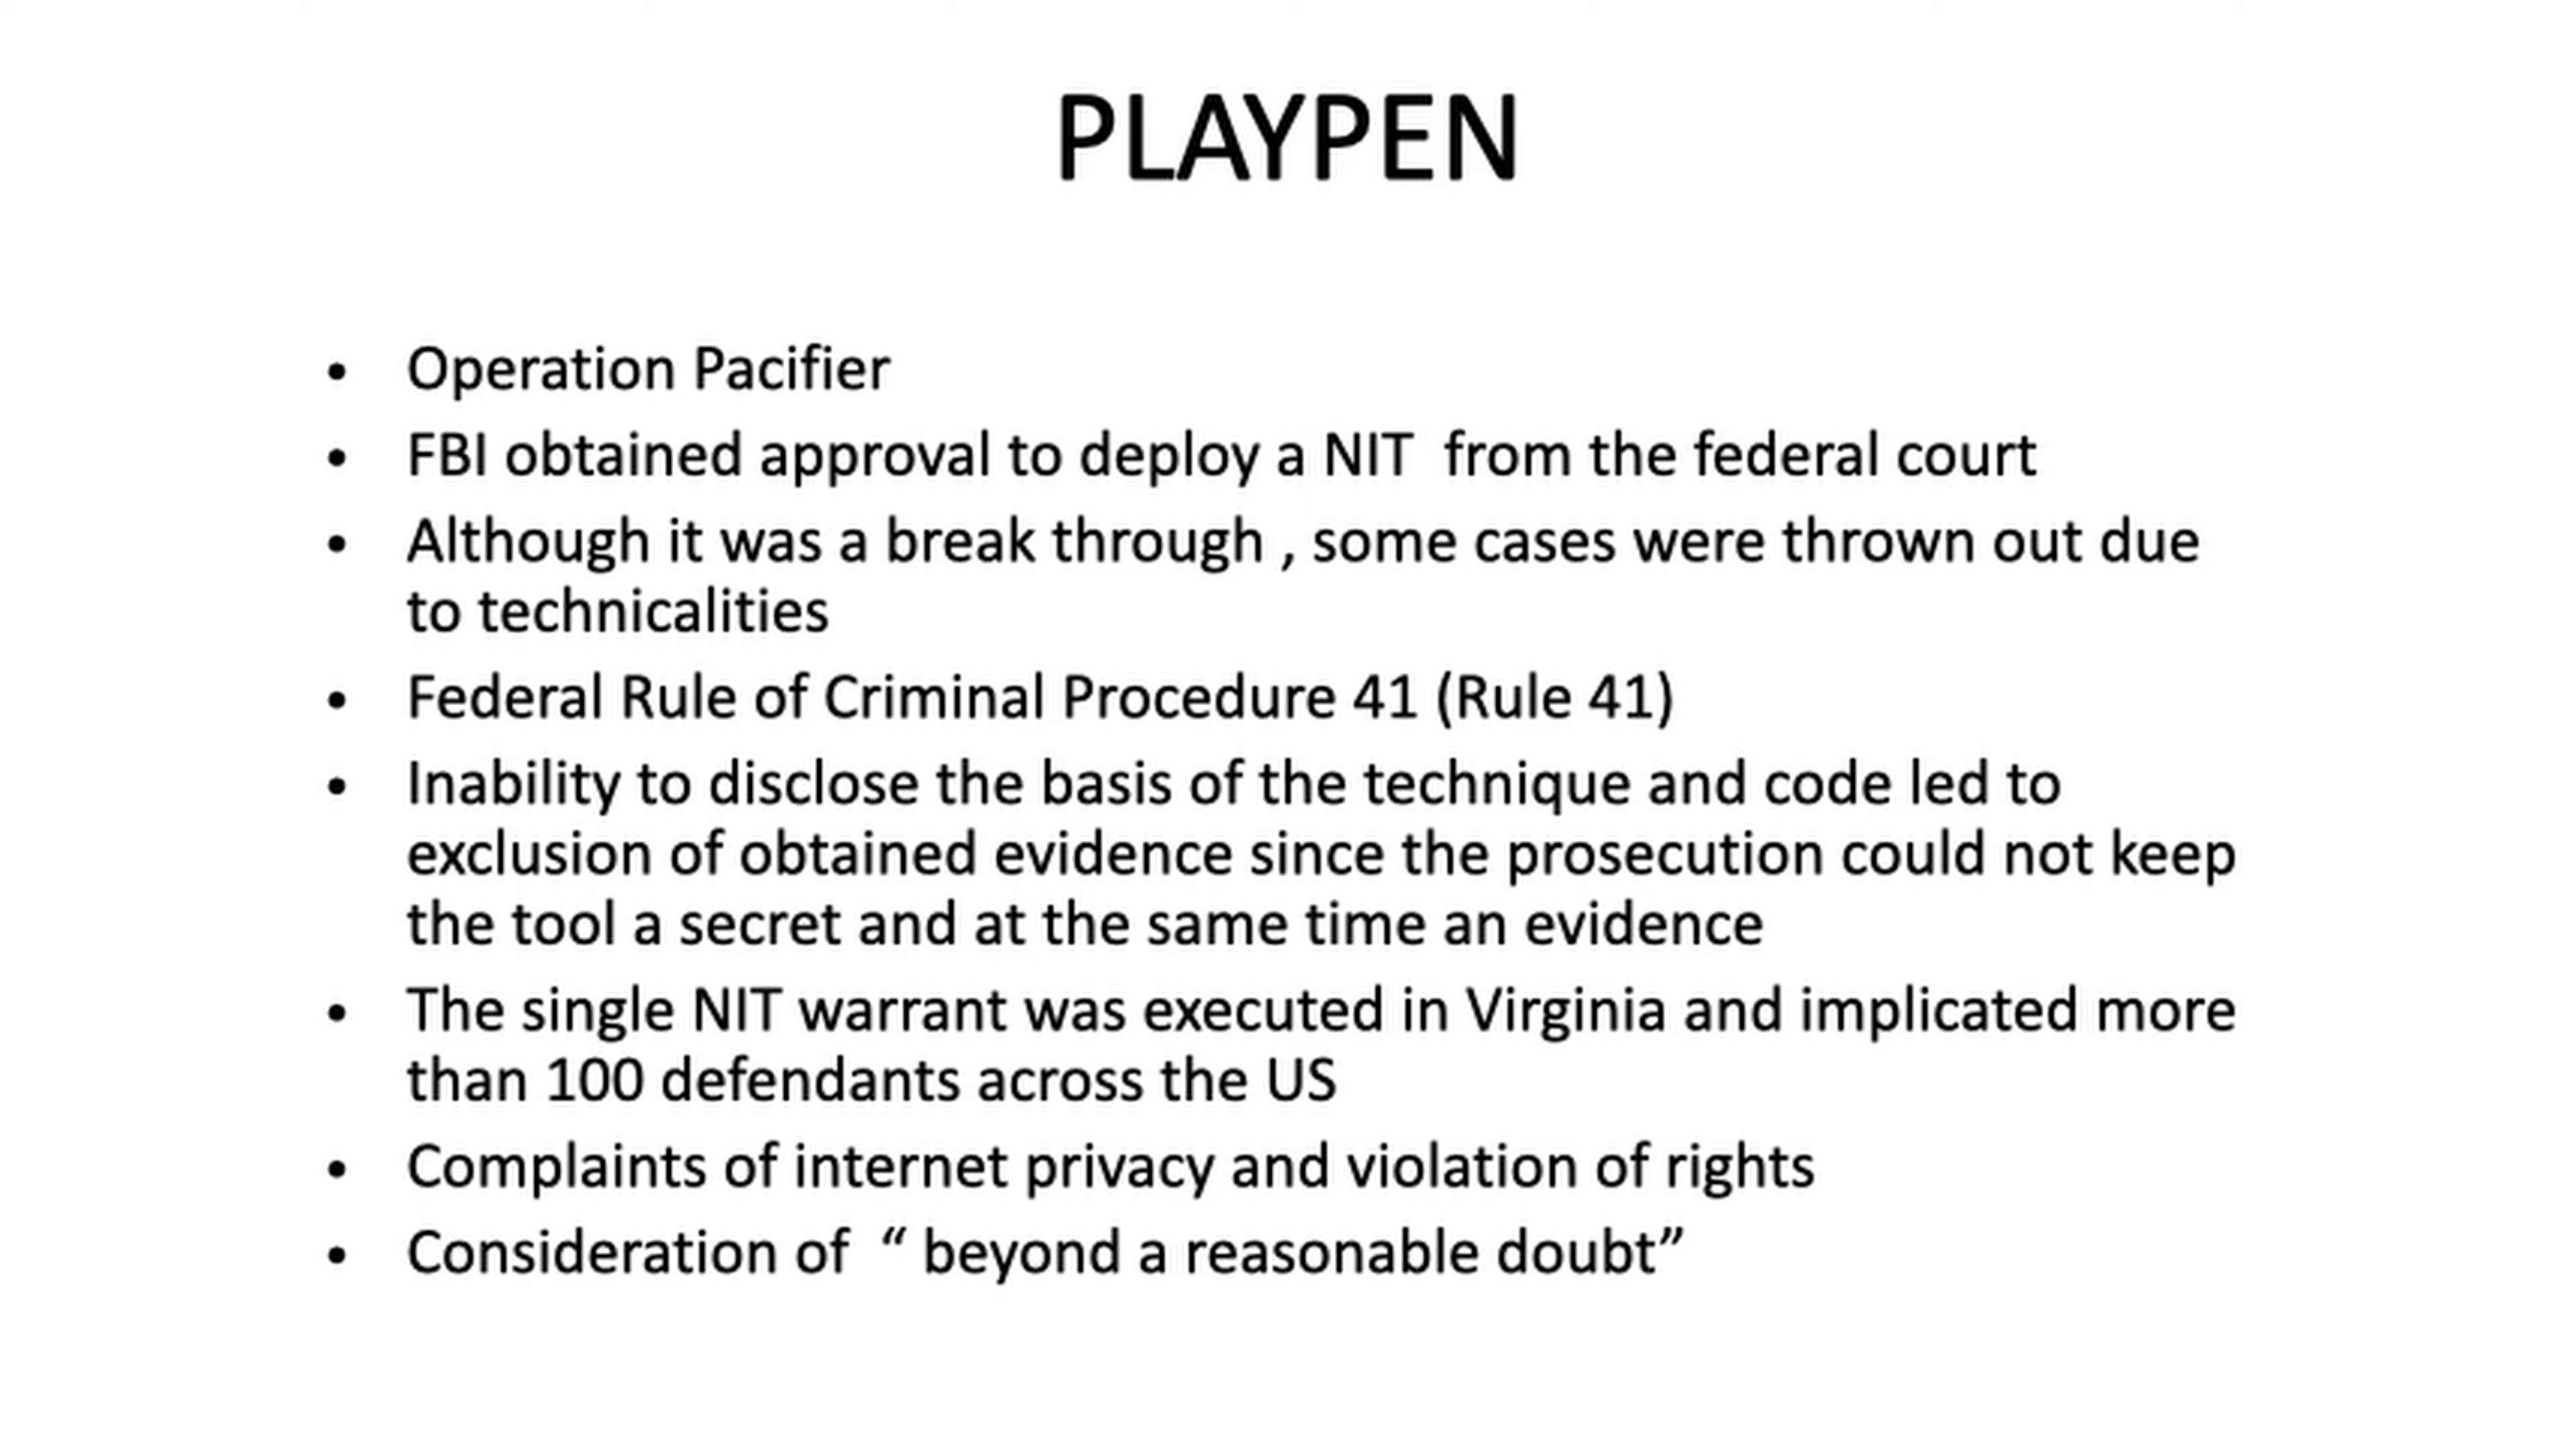 PLAYPEN
• Operation Pacifier
• FBI obtained approval to deploy a NIT  from the federal court
• Although it was a break through , some cases were thrown out due
to technicalities
• Federal Rule of Criminal Procedure 41 (Rule 41)
• Inability to disclose the basis of the technique and code led to
exclusion of obtained evidence since the prosecution could not keep
the tool a secret and at the same time an evidence
• The single NIT warrant was executed in Virginia and implicated more
than 100 defendants across the US
• Complaints of internet privacy and violation of rights
• Consideration of  “ beyond a reasonable doubt”